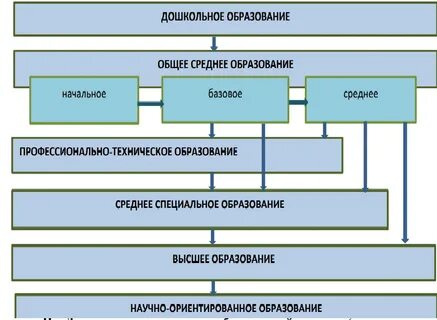 ДОШКОЛЬНОЕ ОБРАЗОВАНИЕ
ОБЩЕЕ СРЕДНЕЕ ОБРАЗОВАНИЕ
начальное базовое среднее
ПРОФЕССИОНАЛЬНО-ТЕХНИЧЕСКОЕ ОБРАЗОВАНИЕ
СРЕДНЕЕ СПЕЦИАЛЬНОЕ ОБРАЗОВАНИЕ
ВЫСШЕЕ ОБРАЗОВАНИЕ
НАУЧНО-ОРИЕНТИРОВАННОЕ ОБРАЗОВАНИЕ